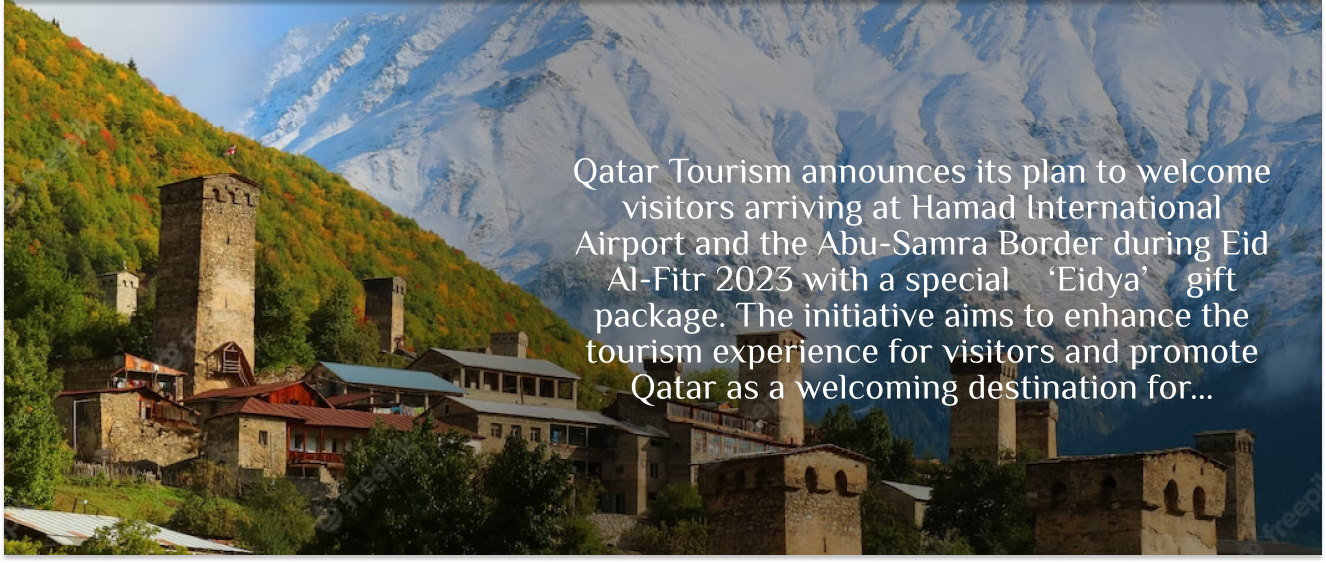 Qatar Tourism announces its plan to welcome
visitors arriving at Hamad International
Airport and the Abu-Samra Border during Eid
Al-Fitr 2023 with a special ‘Eidya’ gift
package. The initiative aims to enhance the
tourism experience for visitors and promote
Qatar as a welcoming destination for...